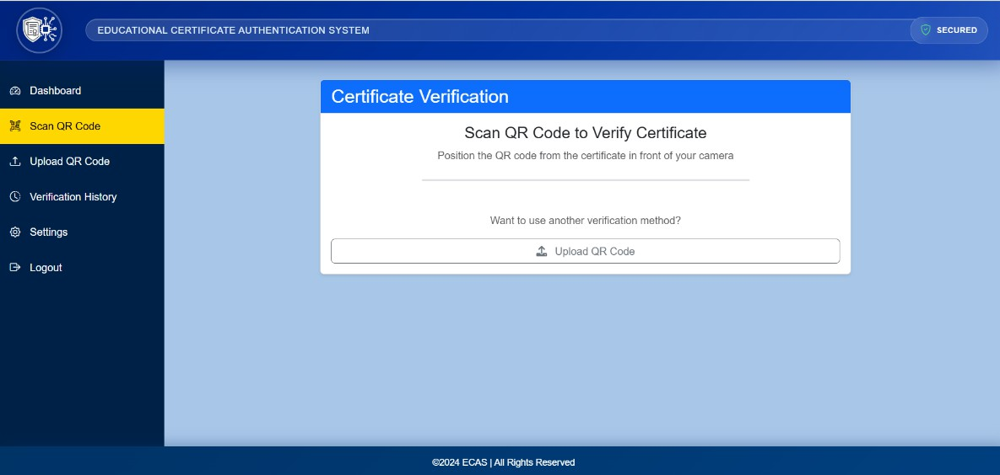 EDUCATIONAL CERTIFICATE AUTHENTICATION SYSTEM
SECURED
Dashboard
Scan QR Code
Upload QR Code
Verification History
Settings
Logout
Certificate Verification
Scan QR Code to Verify Certificate
Position the QR code from the certificate in front of your camera
Want to use another verification method?
Upload QR Code
©2024 ECAS | All Rights Reserved